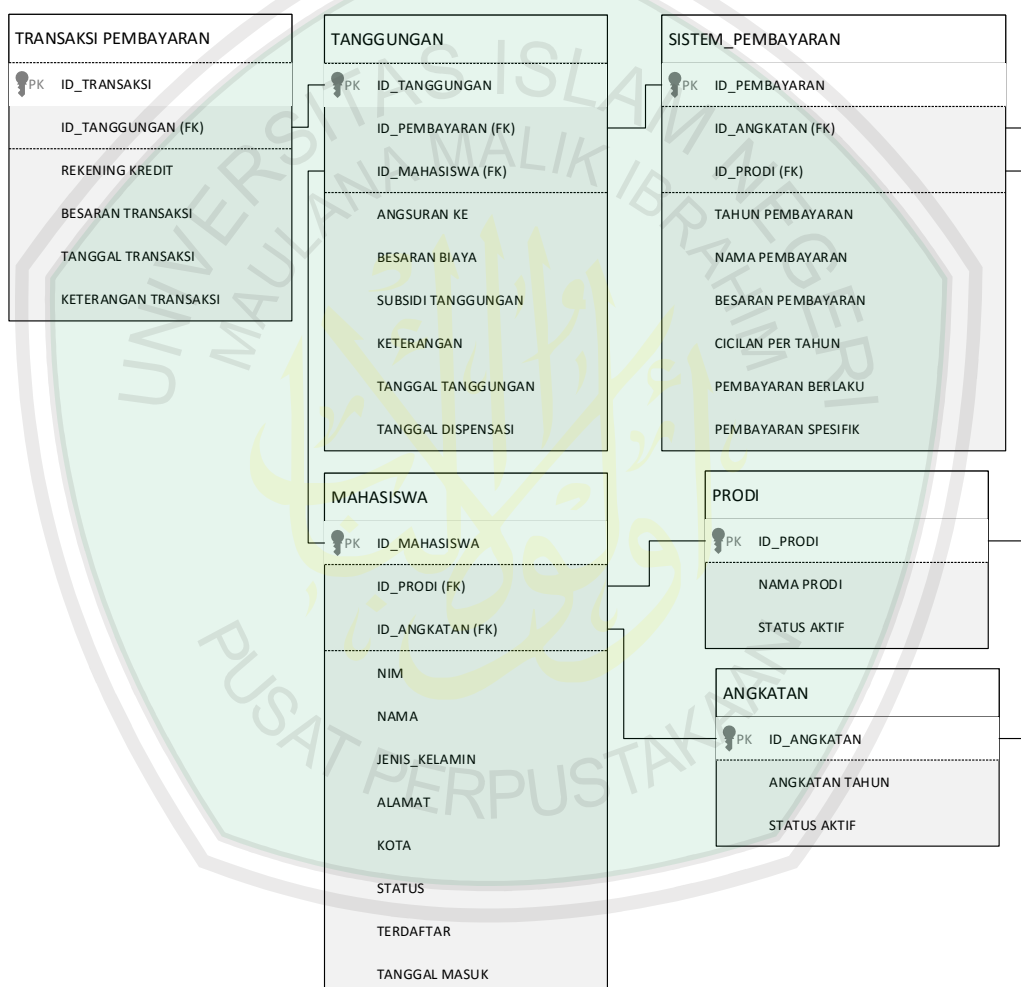 TRANSAKSI PEMBAYARAN
PK ID_TRANSAKSI
ID_TANGGUNGAN (FK)
REKENING KREDIT
BESARAN TRANSAKSI
TANGGAL TRANSAKSI
KETERANGAN TRANSAKSI
TANGGUNGAN
PK ID_TANGGUNGAN
ID_PEMBAYARAN (FK)
ID_MAHASISWA (FK)
ANGSURAN KE
BESARAN BIAYA
SUBSIDI TANGGUNGAN
KETERANGAN
TANGGAL TANGGUNGAN
TANGGAL DISPENSASI
SISTEM_PEMBAYARAN
PK ID_PEMBAYARAN
ID_ANGKATAN (FK)
ID_PRODI (FK)
TAHUN PEMBAYARAN
NAMA PEMBAYARAN
BESARAN PEMBAYARAN
CICILAN PER TAHUN
PEMBAYARAN BERLAKU
PEMBAYARAN SPESIFIK
MAHASISWA
PK ID_MAHASISWA
ID_PRODI (FK)
ID_ANGKATAN (FK)
NIM
NAMA
JENIS_KELAMIN
ALAMAT
KOTA
STATUS
TERDAFTAR
TANGGAL MASUK
PRODI
PK ID_PRODI
NAMA PRODI
STATUS AKTIF
ANGKATAN
PK ID_ANGKATAN
ANGKATAN TAHUN
STATUS AKTIF
UNIVERSITAS ISLAM NEGERI
MAULANA MALIK IBRAHIM
PUSAT PERPUSTAKAAN